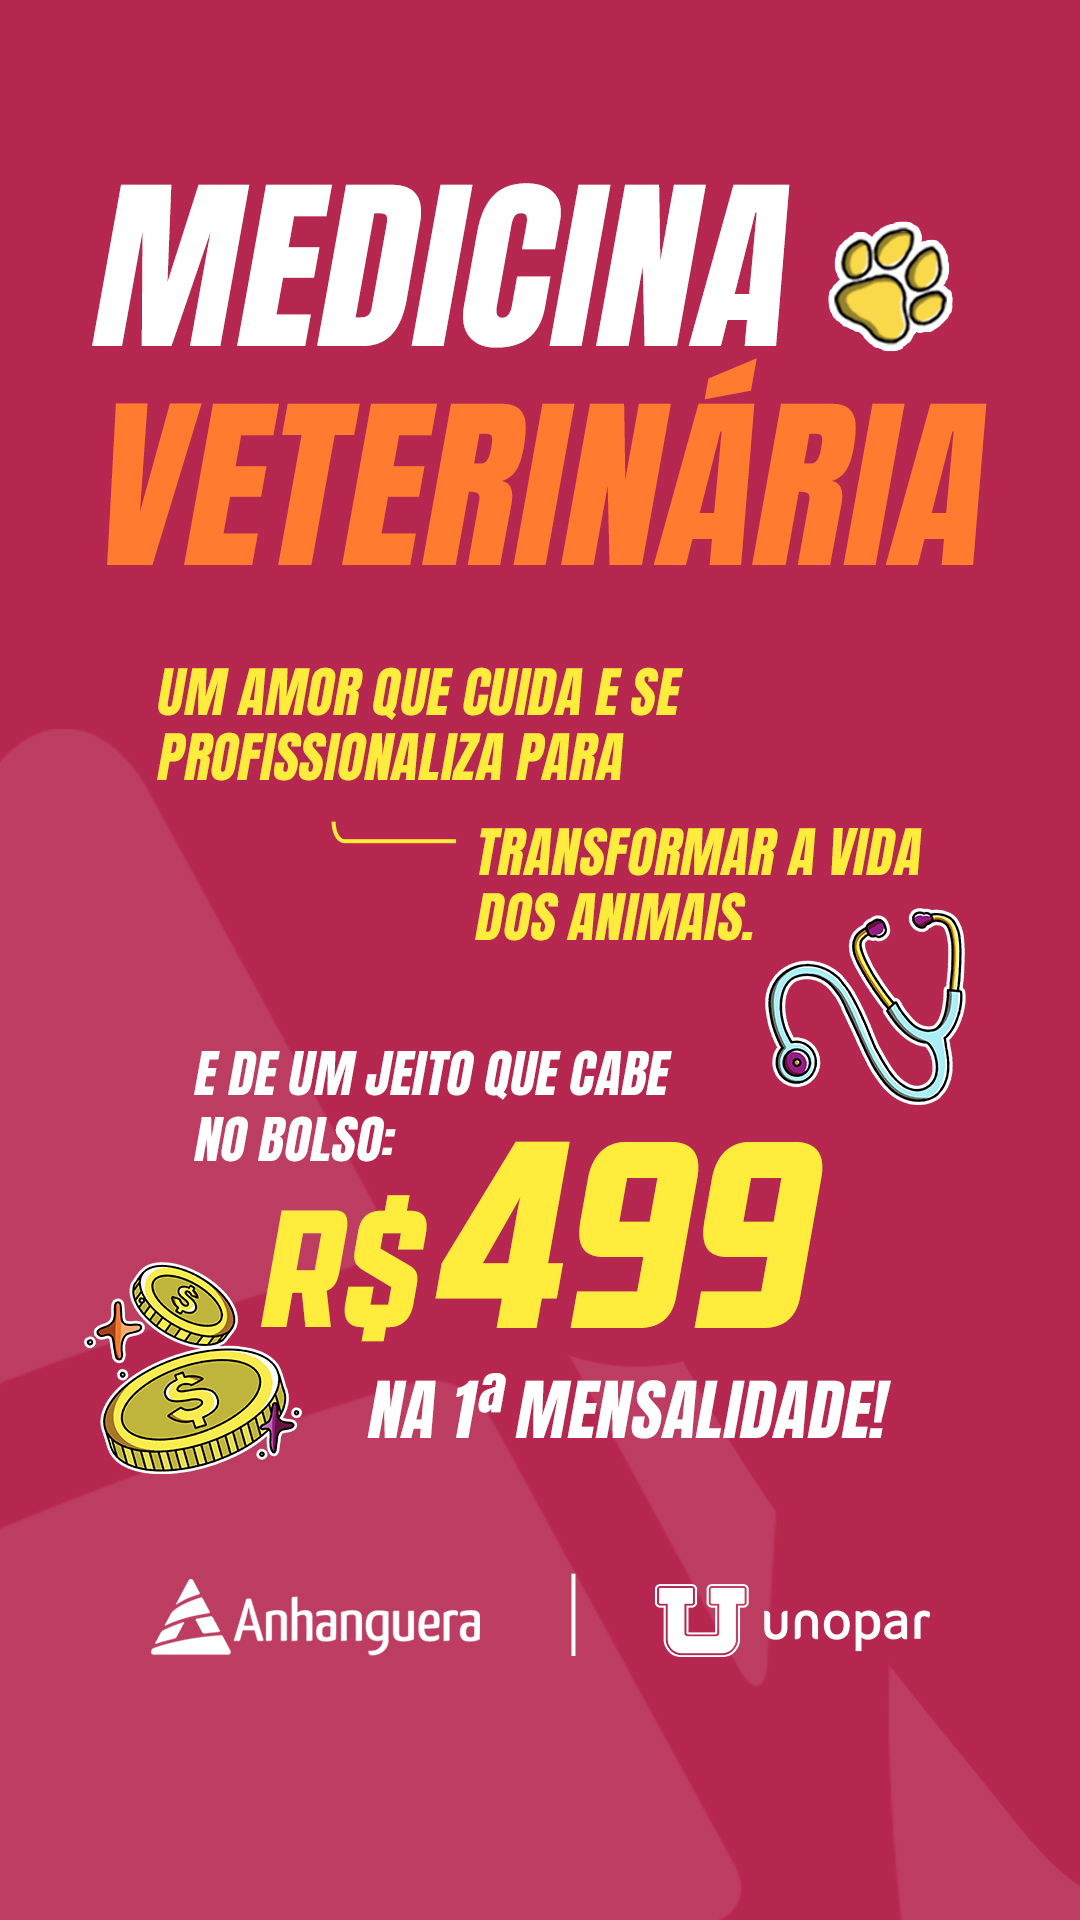 MEDICINA
VETERINÁRIA
UM AMOR QUE CUIDA E SE
PROFISSIONALIZA PARA
TRANSFORMAR A VIDA
DOS ANIMAIS.
E DE UM JEITO QUE CABE
NO BOLSO:
R$499
NA 1ª MENSALIDADE!
Anhanguera
U unopar